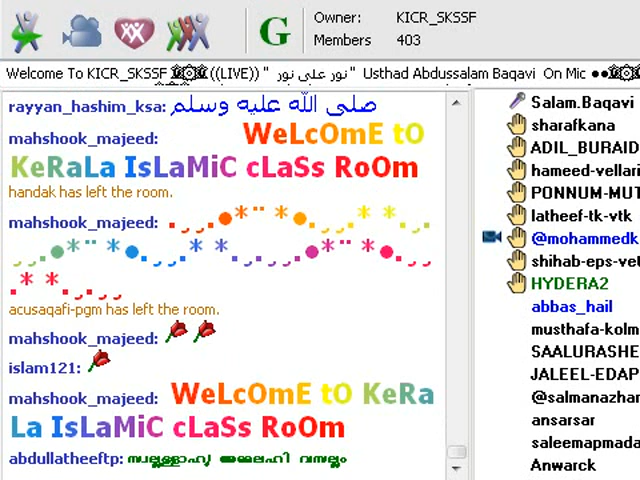 G
Owner: KICR_SKSSF
Members 403
Welcome To KICR_SKSSF ۞۞((LIVE)) " نور على نور " Usthad Abdussalam Baqavi On Mic ●●۞
rayyan_hashim_ksa: صلى الله عليه وسلم
mahshook_majeed: WeLcOmE tO
KeRaLa IsLaMiC cLaSs RoOm
handak has left the room.
mahshook_majeed: .¸¸.●*¨ *●.¸¸.* *.¸.
¸¸.●*¨ *●.¸¸.*¨ *.¸¸.●*¨ *●.¸¸
.* *.¸¸.
acusaqafi-pgm has left the room.
mahshook_majeed:
islam121:
mahshook_majeed: WeLcOmE tO KeRa
La IsLaMiC cLaSs RoOm
abdullatheeftp: സ്വല്ലള്ളാഹു അലൈഹി വസല്ലം
Salam.Baqavi
sharafkana
ADIL_BURAID
hameed-vellari
PONNUM-MUT
latheef-tk-vtk
@mohammedk
shihab-eps-vet
HYDERA2
abbas_hail
musthafa-kolm
SAALURASHE
JALEEL-EDAP
@salmanazhar
ansarsar
saleemapmada
Anwarck